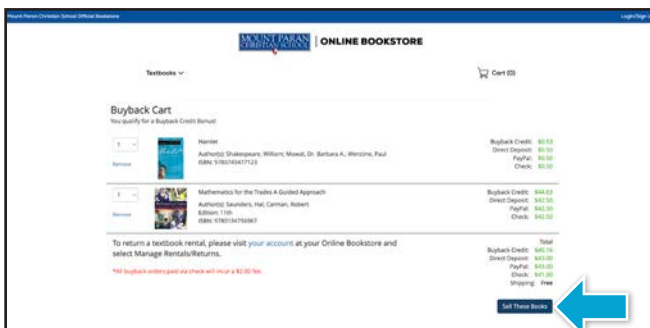 Mount Paran Christian School Official Bookstore
Login/Sign
MOUNT PARAN
CHRISTIAN SCHOOL
ONLINE BOOKSTORE
Textbooks
Cart (0)
Buyback Cart
You qualify for a Buyback Credit Bonus!
1
Remove
Hamlet
Author(s): Shakespeare, William; Mowat, Dr. Barbara A.; Werstine, Paul
ISBN: 9780743477123
Buyback Credit: $0.53
Direct Deposit: $0.50
PayPal: $0.50
Check: $0.50
1
Remove
Mathematics for the Trades A Guided Approach
Author(s): Saunders, Hal; Carman, Robert
Edition: 11th
ISBN: 9780134756967
Buyback Credit: $44.63
Direct Deposit: $42.50
PayPal: $42.50
Check: $42.50
To return a textbook rental, please visit your account at your Online Bookstore and
select Manage Rentals/Returns.
*All buyback orders paid via check will incur a $2.00 fee.
Total
Buyback Credit: $45.16
Direct Deposit: $43.00
PayPal: $43.00
Check: $41.00
Shipping: Free
Sell These Books